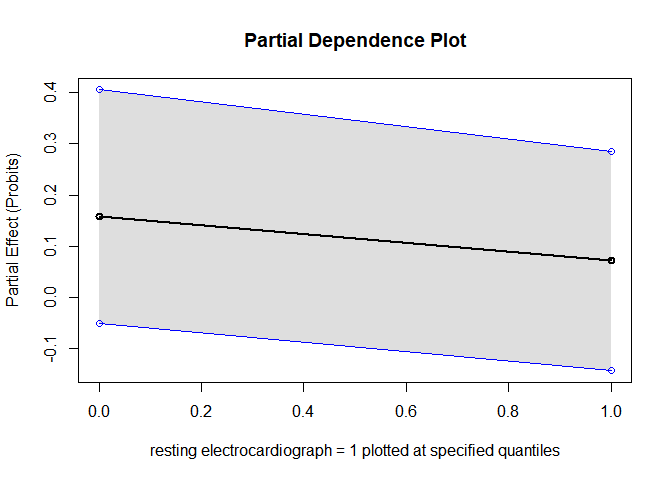 Partial Dependence Plot
Partial Effect (Probits)
0.4
0.3
0.2
0.1
0.0
-0.1
0.0 0.2 0.4 0.6 0.8 1.0
resting electrocardiograph = 1 plotted at specified quantiles